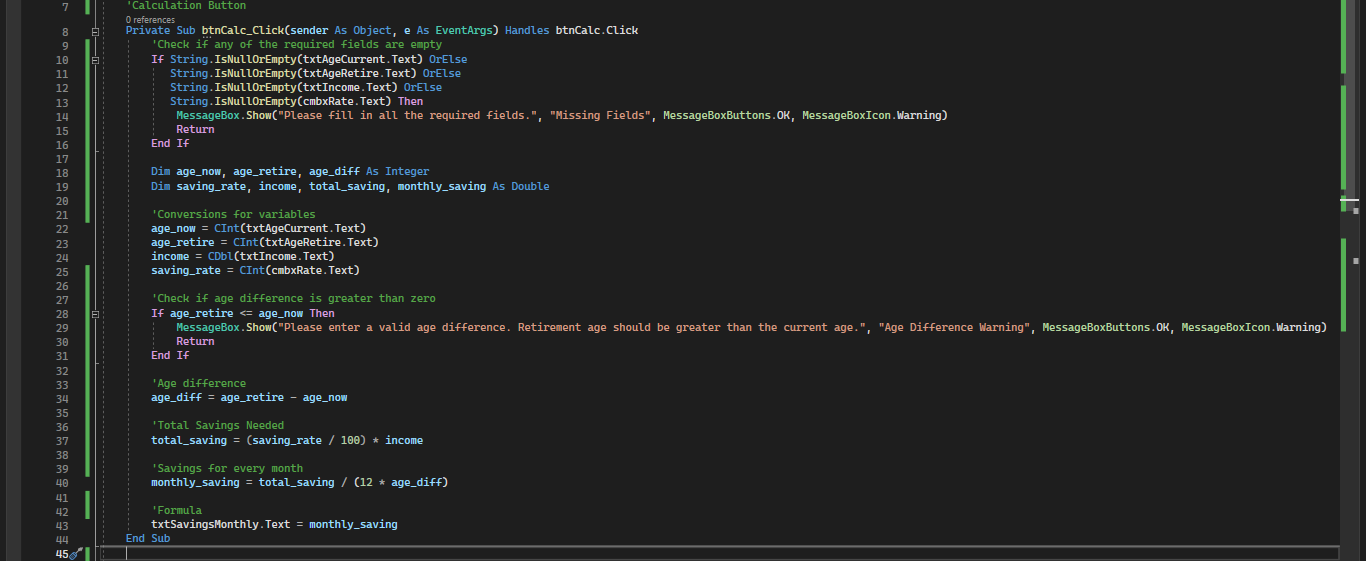 7 'Calculation Button
0 references
8 Private Sub btnCalc_Click(sender As Object, e As EventArgs) Handles btnCalc.Click
9 'Check if any of the required fields are empty
10 If String.IsNullOrEmpty(txtAgeCurrent.Text) OrElse
11 String.IsNullOrEmpty(txtAgeRetire.Text) OrElse
12 String.IsNullOrEmpty(txtIncome.Text) OrElse
13 String.IsNullOrEmpty(cmbxRate.Text) Then
14 MessageBox.Show("Please fill in all the required fields.", "Missing Fields", MessageBoxButtons.OK, MessageBoxIcon.Warning)
15 Return
16 End If
17
18 Dim age_now, age_retire, age_diff As Integer
19 Dim saving_rate, income, total_saving, monthly_saving As Double
20
21 'Conversions for variables
22 age_now = CInt(txtAgeCurrent.Text)
23 age_retire = CInt(txtAgeRetire.Text)
24 income = CDbl(txtIncome.Text)
25 saving_rate = CInt(cmbxRate.Text)
26
27 'Check if age difference is greater than zero
28 If age_retire <= age_now Then
29 MessageBox.Show("Please enter a valid age difference. Retirement age should be greater than the current age.", "Age Difference Warning", MessageBoxButtons.OK, MessageBoxIcon.Warning)
30 Return
31 End If
32
33 'Age difference
34 age_diff = age_retire - age_now
35
36 'Total Savings Needed
37 total_saving = (saving_rate / 100) * income
38
39 'Savings for every month
40 monthly_saving = total_saving / (12 * age_diff)
41
42 'Formula
43 txtSavingsMonthly.Text = monthly_saving
44 End Sub
45